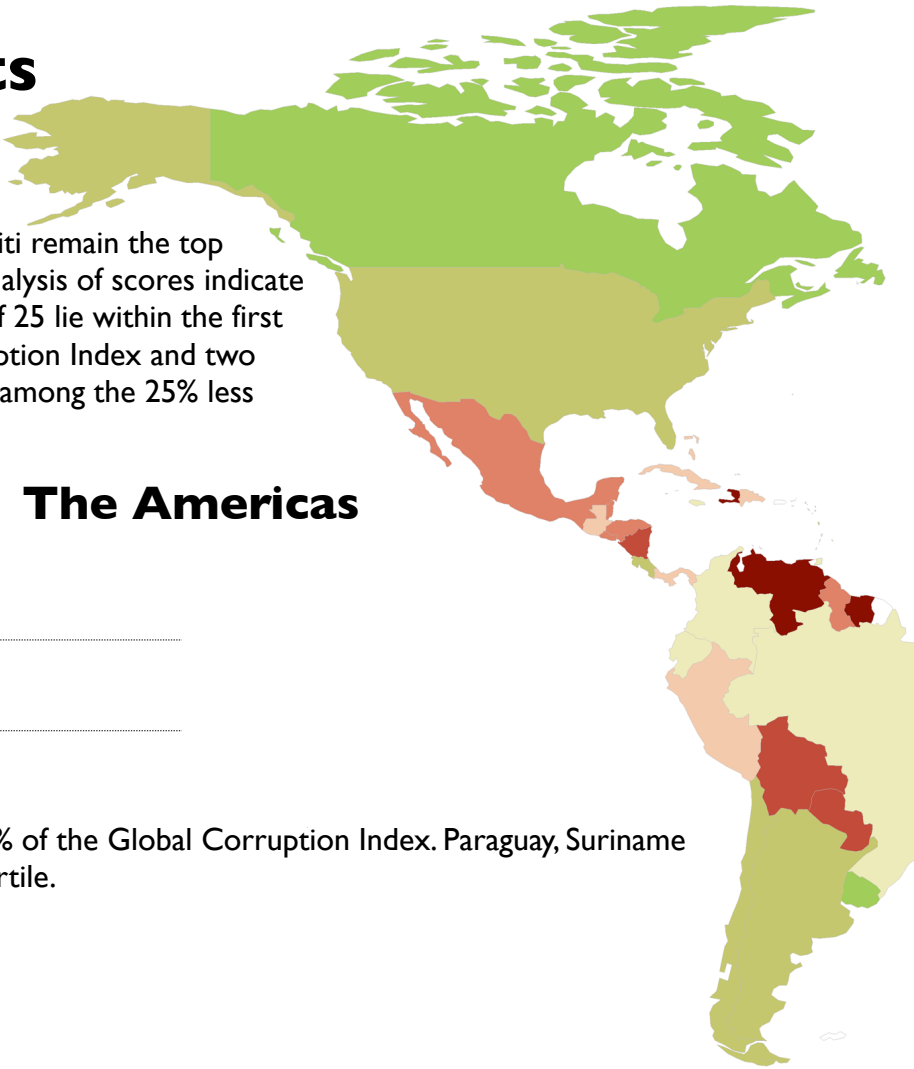 ts
iti remain the top
alysis of scores indicate
f 25 lie within the first
ption Index and two
among the 25% less
The Americas
% of the Global Corruption Index. Paraguay, Suriname
rtile.